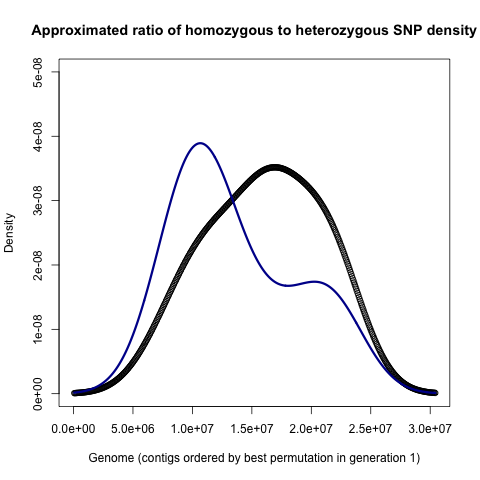 Approximated ratio of homozygous to heterozygous SNP density
Density
5e-08
4e-08
3e-08
2e-08
1e-08
0e+00
0.0e+00 5.0e+06 1.0e+07 1.5e+07 2.0e+07 2.5e+07 3.0e+07
Genome (contigs ordered by best permutation in generation 1)